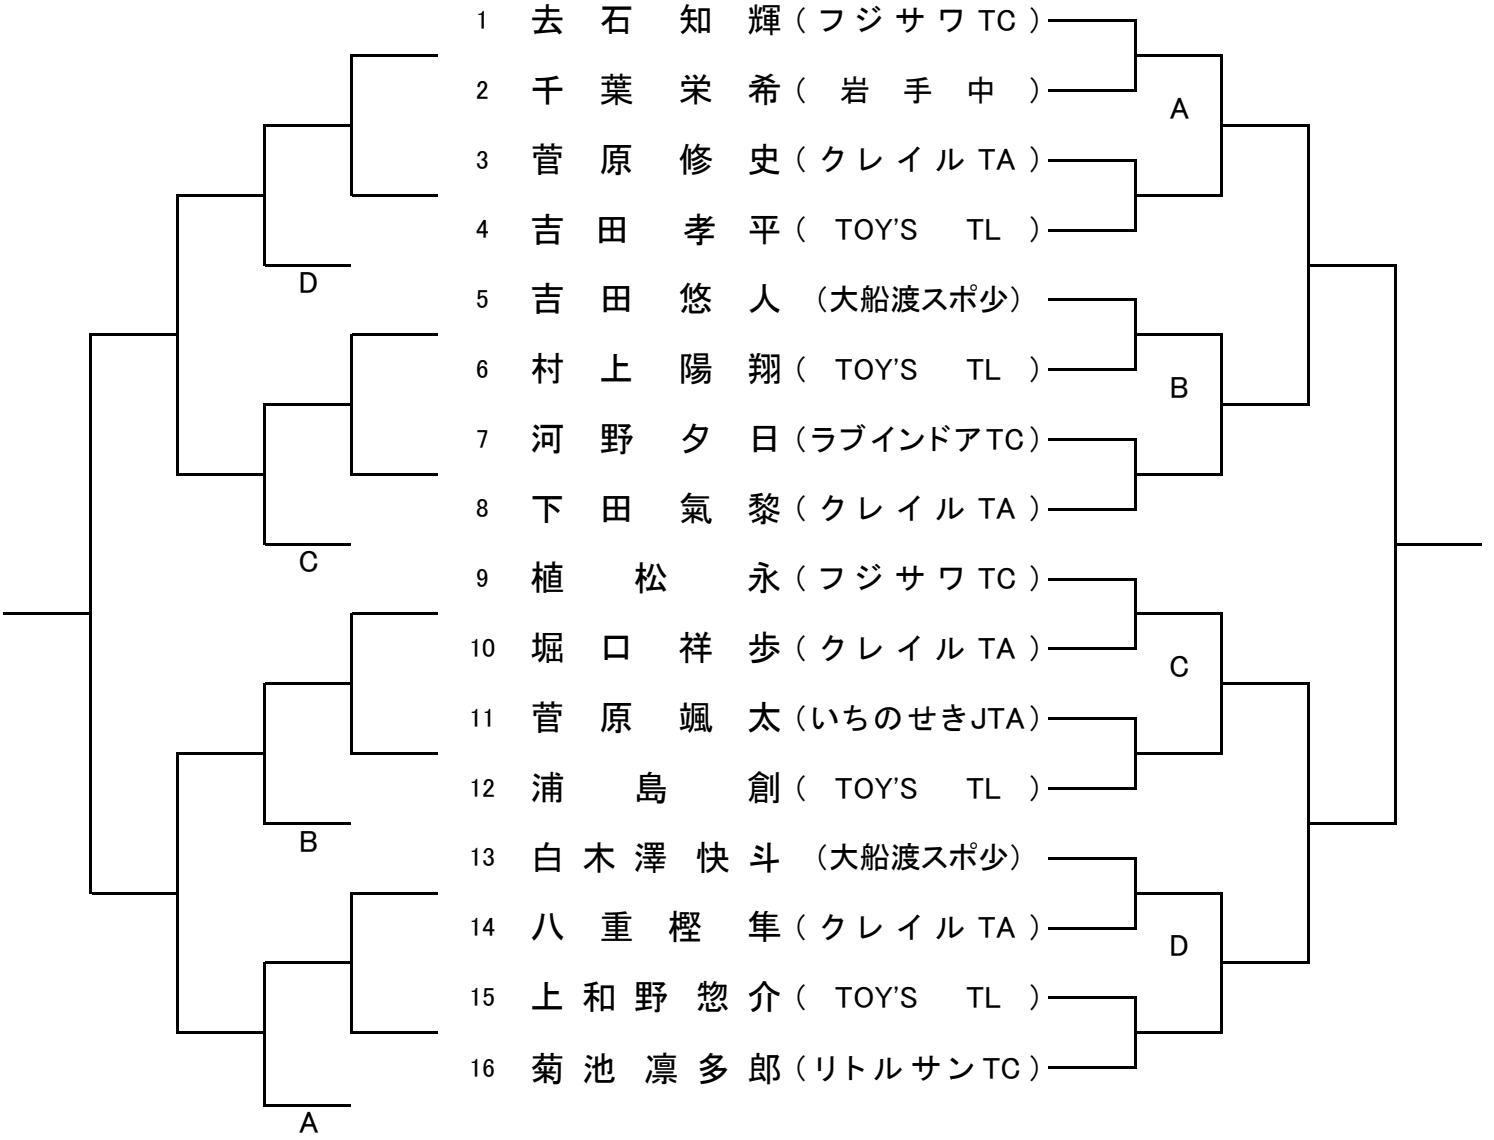 1 去石 知輝 (フジサワTC)
2 千葉 栄希 (岩手中)
A
3 菅原 修史 (クレイルTA)
4 吉田 孝平 (TOY'S TL)
D
5 吉田 悠人 (大船渡スポ少)
6 村上 陽翔 (TOY'S TL)
B
7 河野 夕日 (ラブインドアTC)
8 下田 氣黎 (クレイルTA)
C
9 植松 永 (フジサワTC)
10 堀口 祥歩 (クレイルTA)
C
11 菅原 颯太 (いちのせきJTA)
12 浦島 創 (TOY'S TL)
B
13 白木澤 快斗 (大船渡スポ少)
14 八重樫 隼 (クレイルTA)
D
15 上和野 惣介 (TOY'S TL)
16 菊池 凛多郎 (リトルサンTC)
A